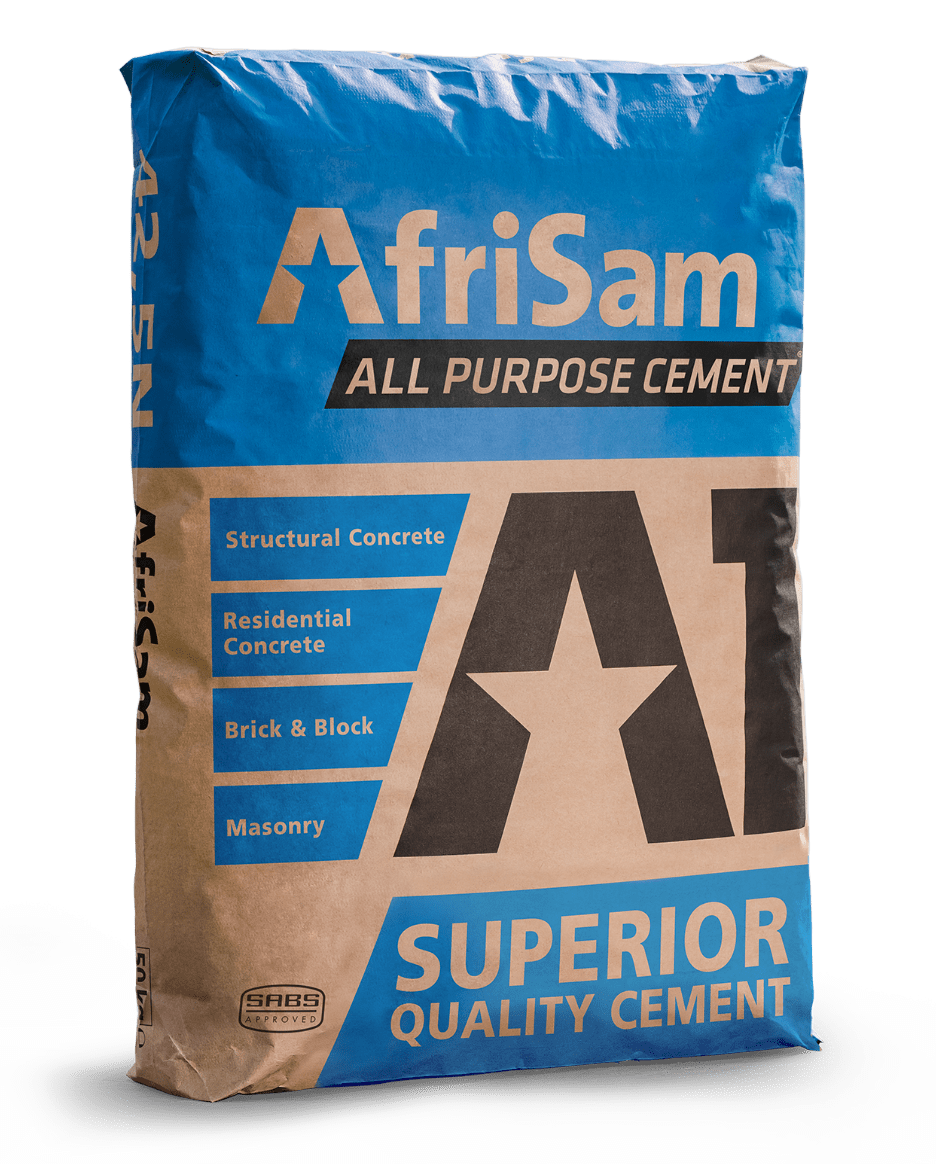 AfriSam
ALL PURPOSE CEMENT
Structural Concrete
Residential
Concrete
Brick & Block
Masonry
A1
SUPERIOR
QUALITY CEMENT
SABS
APPROVED
42,5N
AfriSam